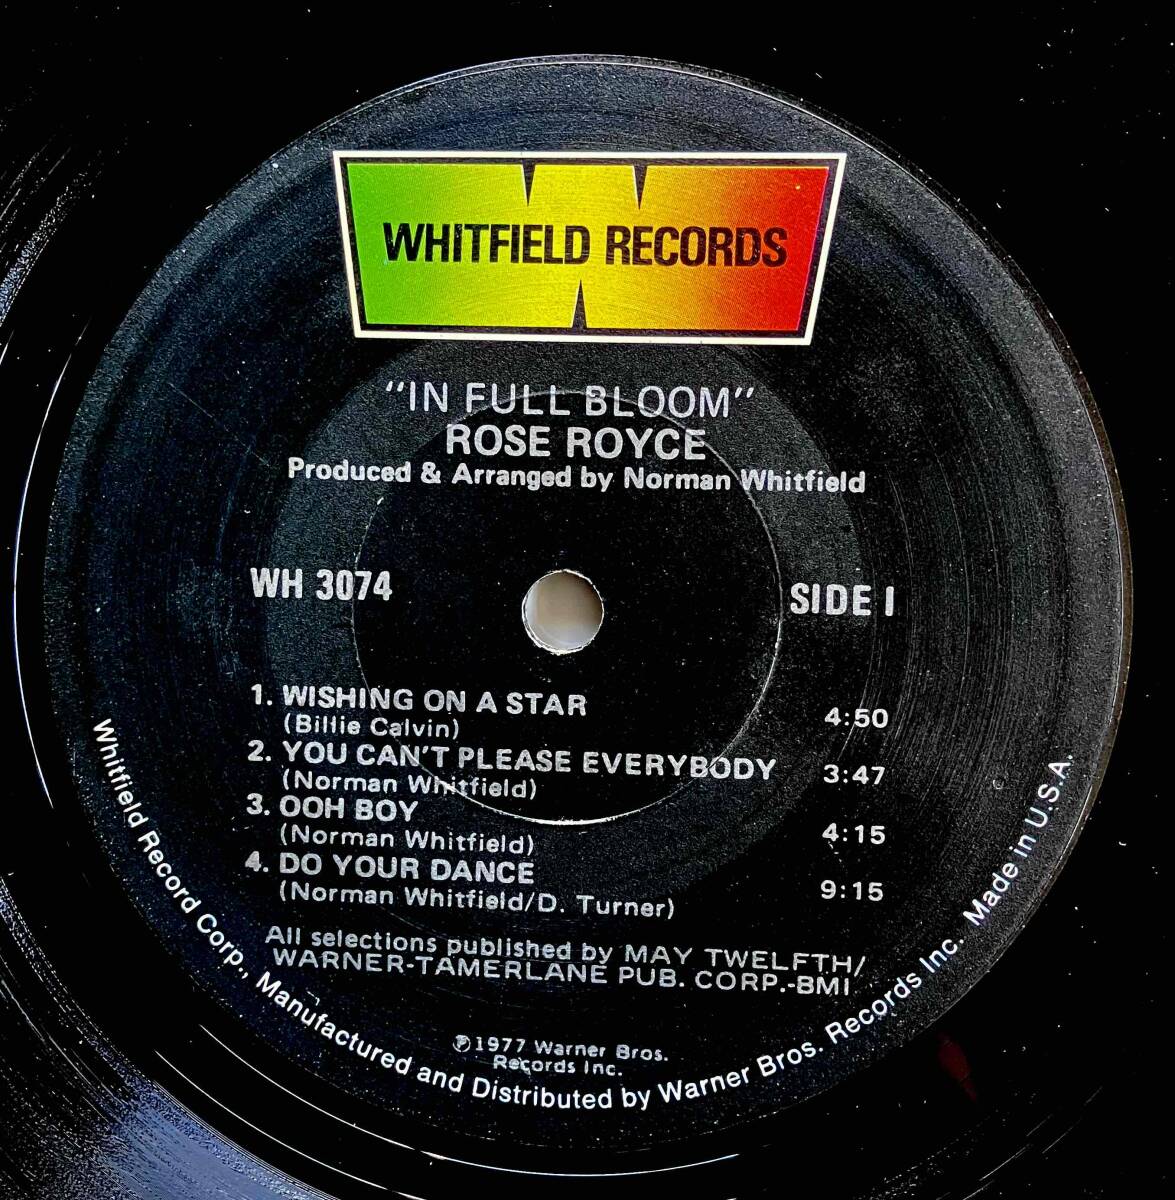 WHITFIELD RECORDS
"IN FULL BLOOM"
ROSE ROYCE
Produced & Arranged by Norman Whitfield
WH 3074
SIDE I
1. WISHING ON A STAR 4:50
(Billie Calvin)
2. YOU CAN'T PLEASE EVERYBODY 3:47
(Norman Whitfield)
3. OOH BOY 4:15
(Norman Whitfield)
4. DO YOUR DANCE 9:15
(Norman Whitfield/D. Turner)
All selections published by MAY TWELFTH/
WARNER-TAMERLANE PUB. CORP.-BMI
℗1977 Warner Bros.
Records Inc.
Whitfield Record Corp., Manufactured and Distributed by Warner Bros. Records Inc. Made in U.S.A.